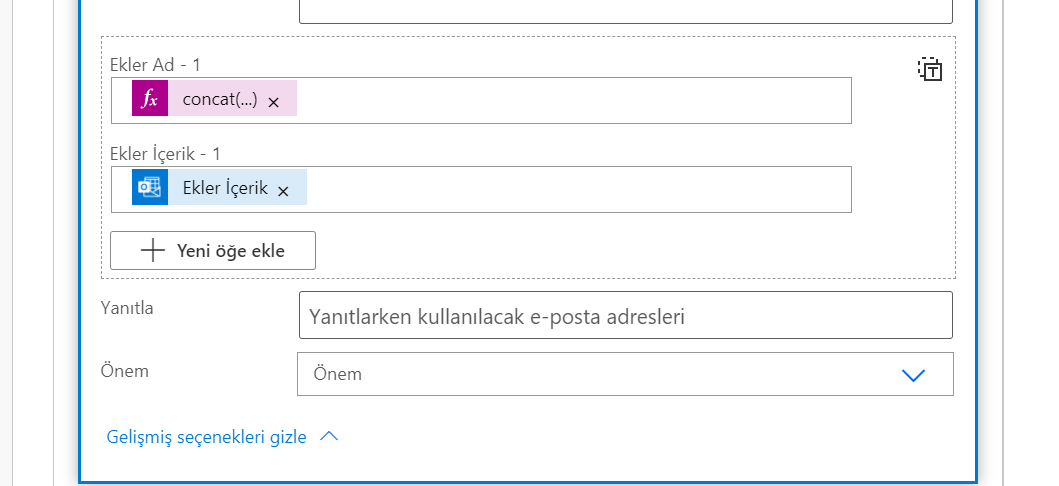 Ekler Ad - 1
fx concat(...) ×
Ekler İçerik - 1
Ekler İçerik ×
Yeni öğe ekle
Yanıtla
Yanıtlarken kullanılacak e-posta adresleri
Önem
Önem
Gelişmiş seçenekleri gizle